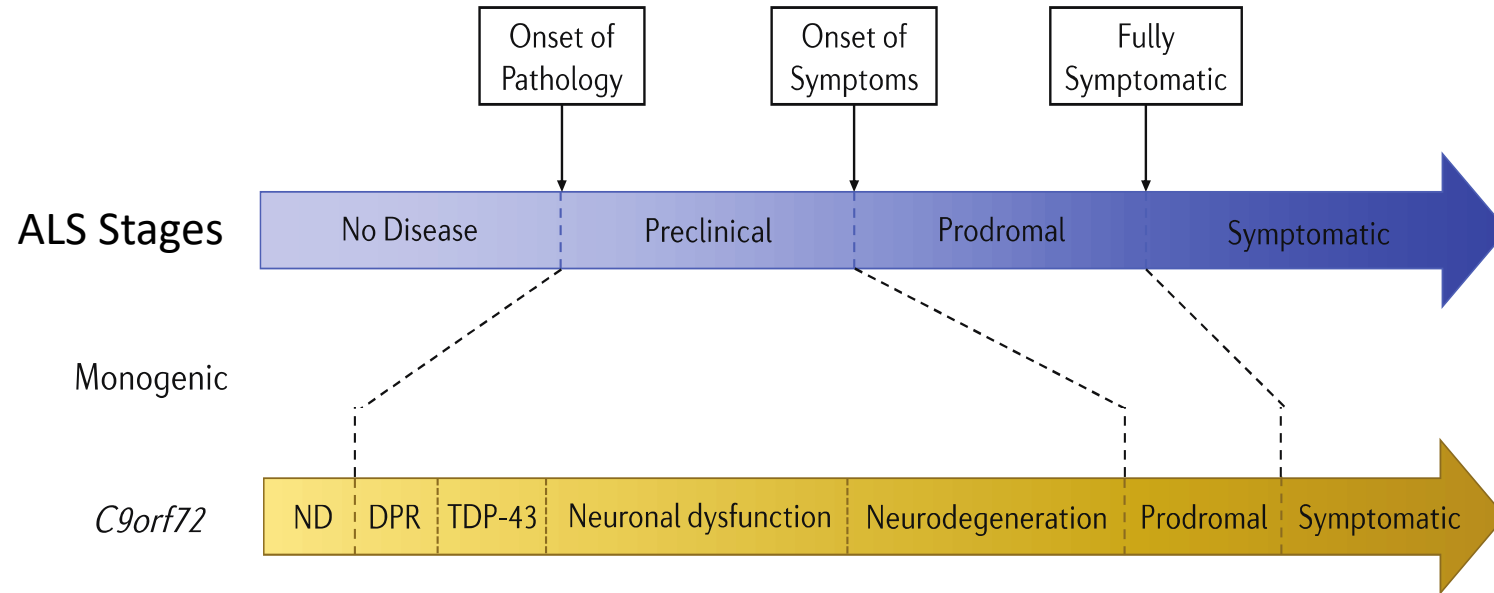 Onset of
Pathology
Onset of
Symptoms
Fully
Symptomatic
ALS Stages
No Disease
Preclinical
Prodromal
Symptomatic
Monogenic
C9orf72
ND
DPR
TDP-43
Neuronal dysfunction
Neurodegeneration
Prodromal
Symptomatic